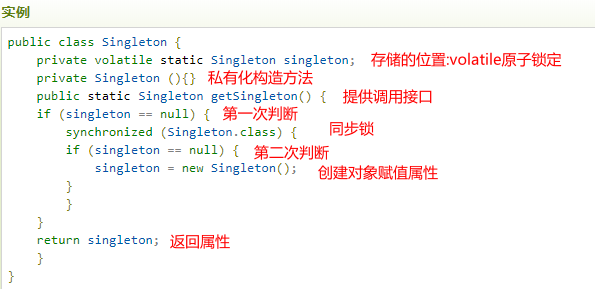 实例
public class Singleton {
private volatile static Singleton singleton; 存储的位置:volatile原子锁定
private Singleton (){} 私有化构造方法
public static Singleton getSingleton() { 提供调用接口
if (singleton == null) { 第一次判断
synchronized (Singleton.class) { 同步锁
if (singleton == null) { 第二次判断
singleton = new Singleton(); 创建对象赋值属性
}
}
}
return singleton; 返回属性
}
}